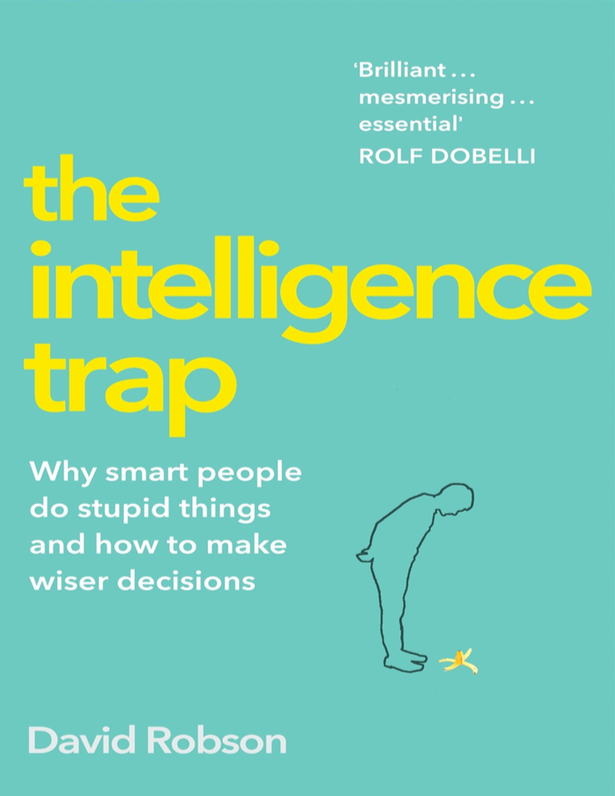 ‘Brilliant...
mesmerising...
essential’
ROLF DOBELLI
the
intelligence
trap
Why smart people
do stupid things
and how to make
wiser decisions
David Robson